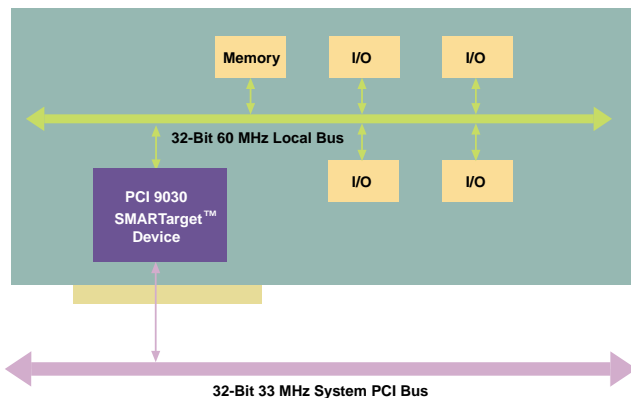 Memory
I/O
I/O
32-Bit 60 MHz Local Bus
I/O
I/O
PCI 9030
SMARTarget™
Device
32-Bit 33 MHz System PCI Bus